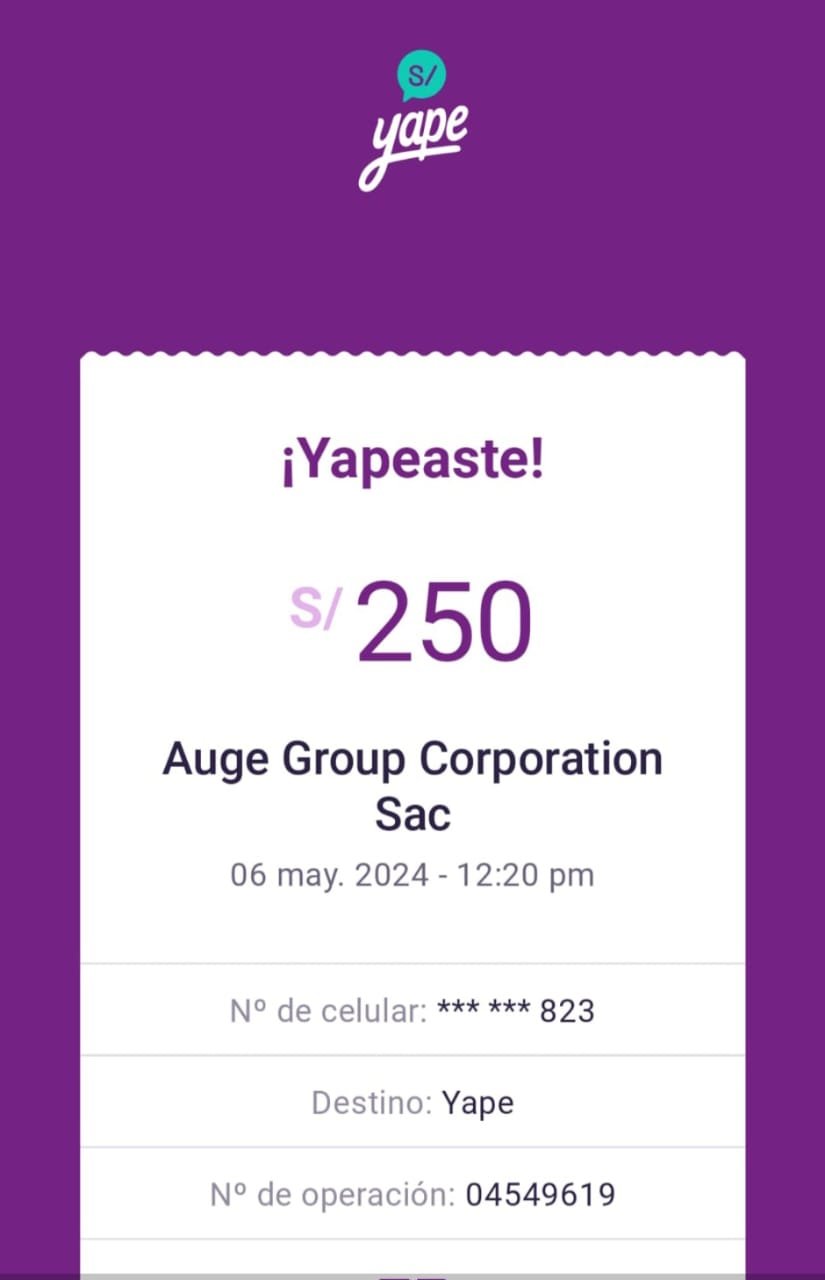 S/
yape
¡Yapeaste!
S/ 250
Auge Group Corporation
Sac
06 may. 2024 - 12:20 pm
Nº de celular: *** *** 823
Destino: Yape
Nº de operación: 04549619